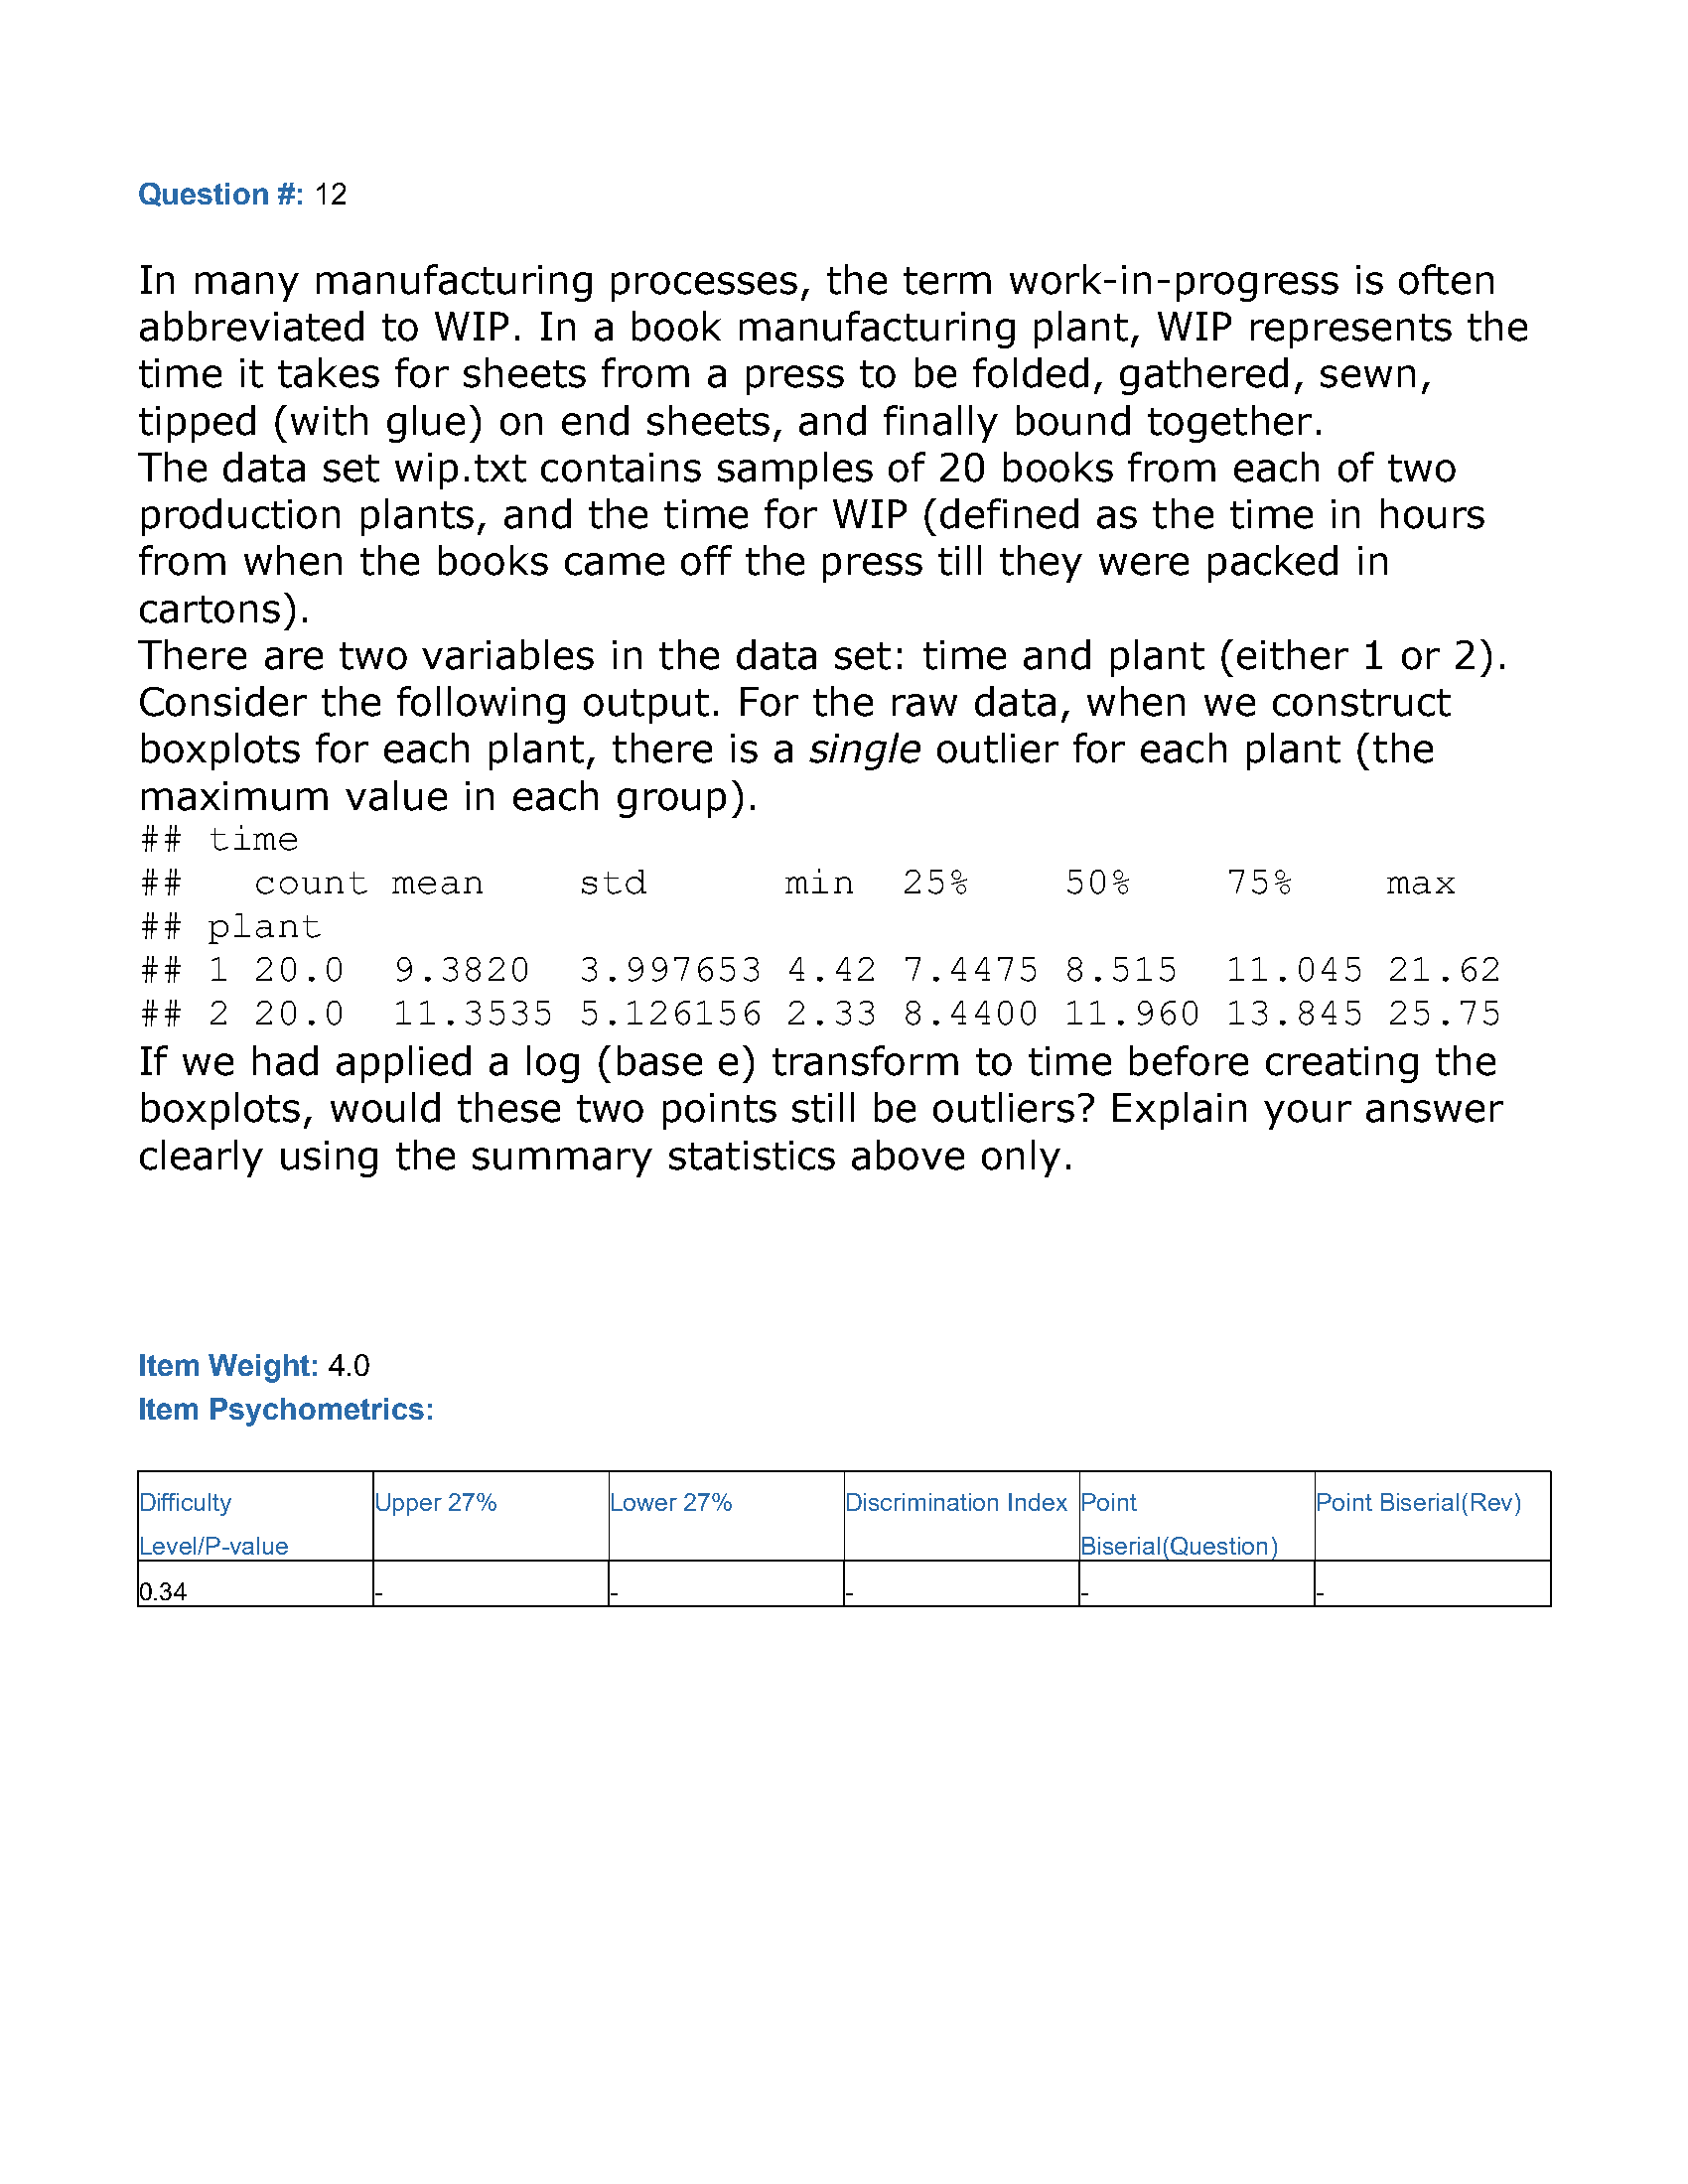 Question #: 12
In many manufacturing processes, the term work-in-progress is often
abbreviated to WIP. In a book manufacturing plant, WIP represents the
time it takes for sheets from a press to be folded, gathered, sewn,
tipped (with glue) on end sheets, and finally bound together.
The data set wip.txt contains samples of 20 books from each of two
production plants, and the time for WIP (defined as the time in hours
from when the books came off the press till they were packed in
cartons).
There are two variables in the data set: time and plant (either 1 or 2).
Consider the following output. For the raw data, when we construct
boxplots for each plant, there is a single outlier for each plant (the
maximum value in each group).
## time
## count mean std min 25% 50% 75% max
## plant
## 1 20.0 9.3820 3.997653 4.42 7.4475 8.515 11.045 21.62
## 2 20.0 11.3535 5.126156 2.33 8.4400 11.960 13.845 25.75
If we had applied a log (base e) transform to time before creating the
boxplots, would these two points still be outliers? Explain your answer
clearly using the summary statistics above only.
Item Weight: 4.0
Item Psychometrics:
Difficulty Upper 27% Lower 27% Discrimination Index Point Point Biserial(Rev)
Level/P-value Biserial(Question)
0.34 - - - - -